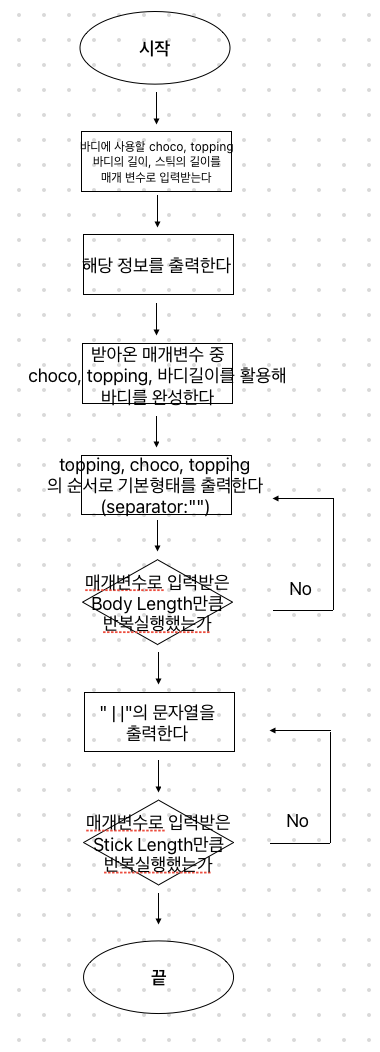 시작
바디에 사용할 choco, topping
바디의 길이, 스틱의 길이를
매개 변수로 입력받는다
해당 정보를 출력한다
받아온 매개변수 중
choco, topping, 바디길이를 활용해
바디를 완성한다
topping, choco, topping
의 순서로 기본형태를 출력한다
(separator:"")
매개변수로 입력받은
Body Length만큼
반복실행했는가
No
" ||"의 문자열을
출력한다
매개변수로 입력받은
Stick Length만큼
반복실행했는가
No
끝